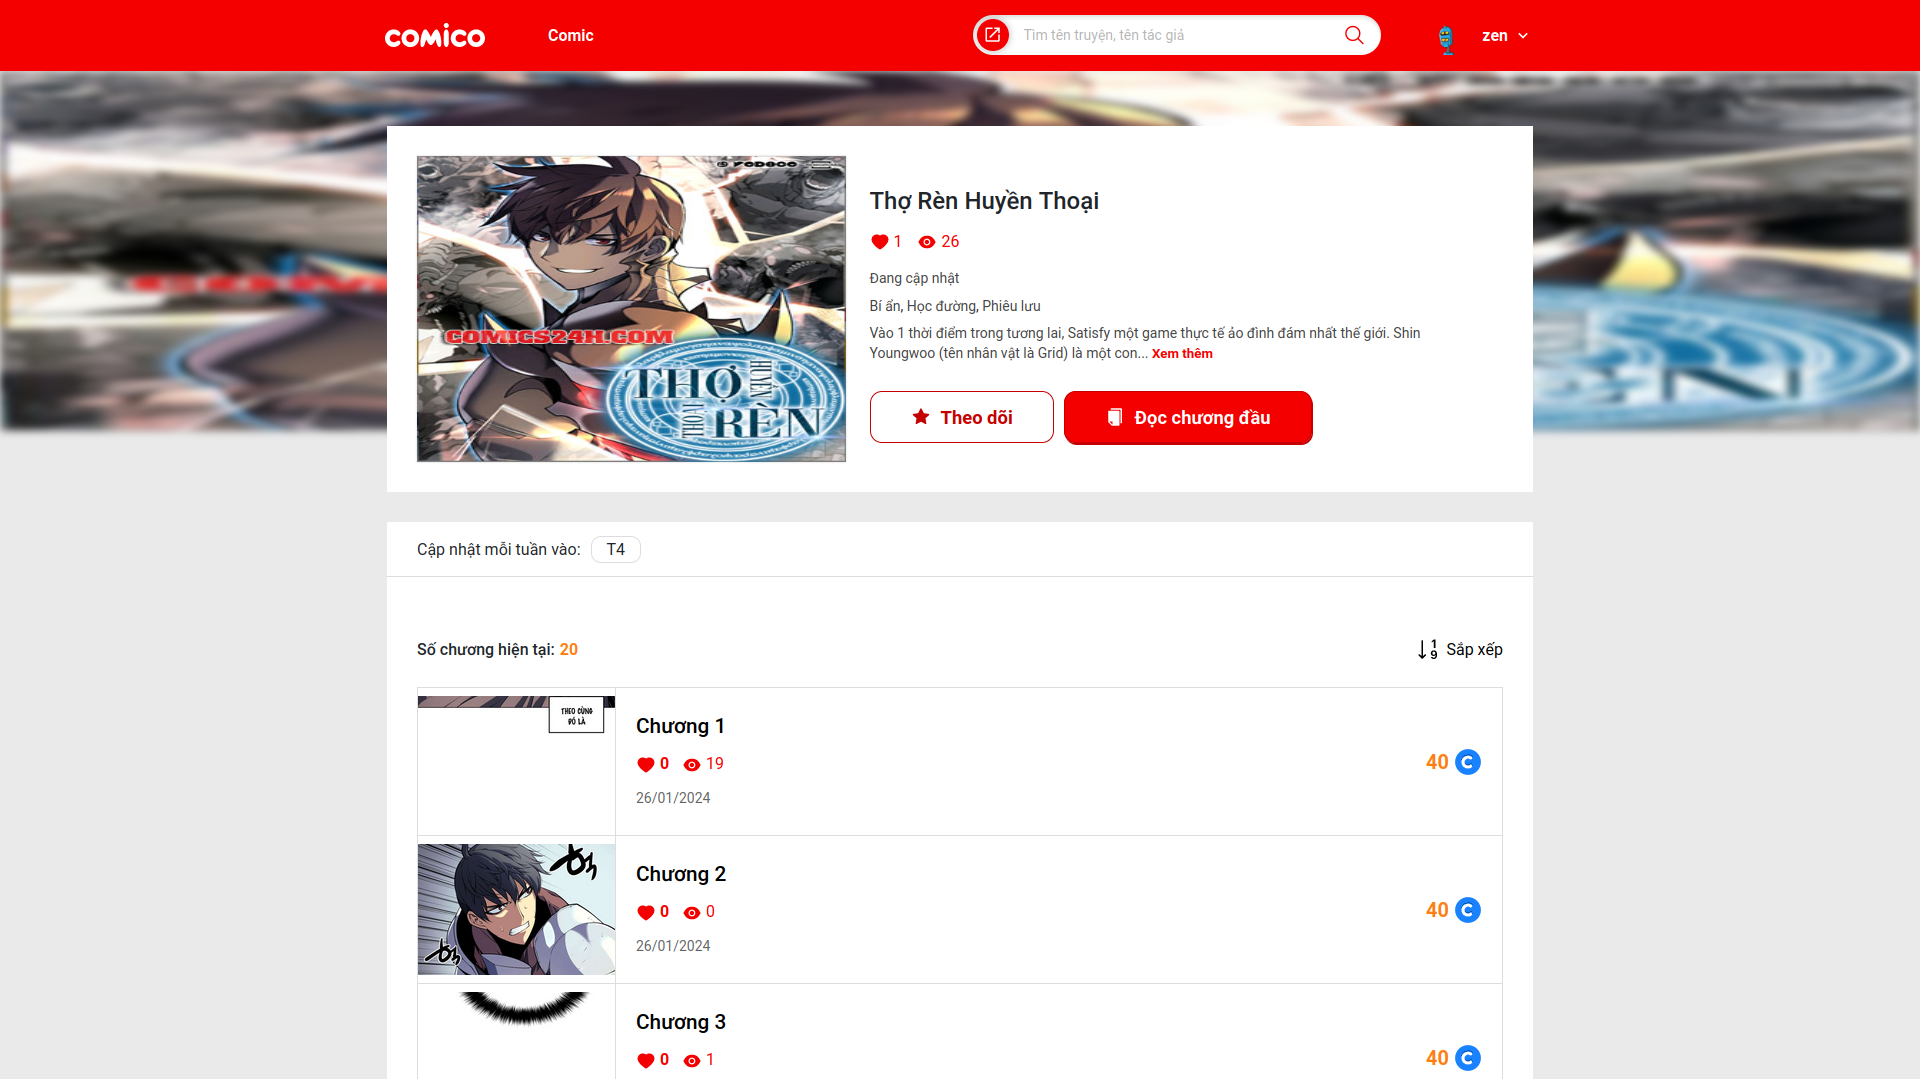 comico
Comic
Tìm tên truyện, tên tác giả
zen
COMICS24H.COM
THỢ
HUYỀN
THOẠI
RÈN
Thợ Rèn Huyền Thoại
1
26
Đang cập nhật
Bí ẩn, Học đường, Phiêu lưu
Vào 1 thời điểm trong tương lai, Satisfy một game thực tế ảo đình đám nhất thế giới. Shin
Youngwoo (tên nhân vật là Grid) là một con... Xem thêm
Theo dõi
Đọc chương đầu
Cập nhật mỗi tuần vào:
T4
Số chương hiện tại: 20
Sắp xếp
THEO CÙNG
ĐÓ LÀ
Chương 1
0
19
26/01/2024
40
Chương 2
0
0
26/01/2024
40
Chương 3
0
1
40